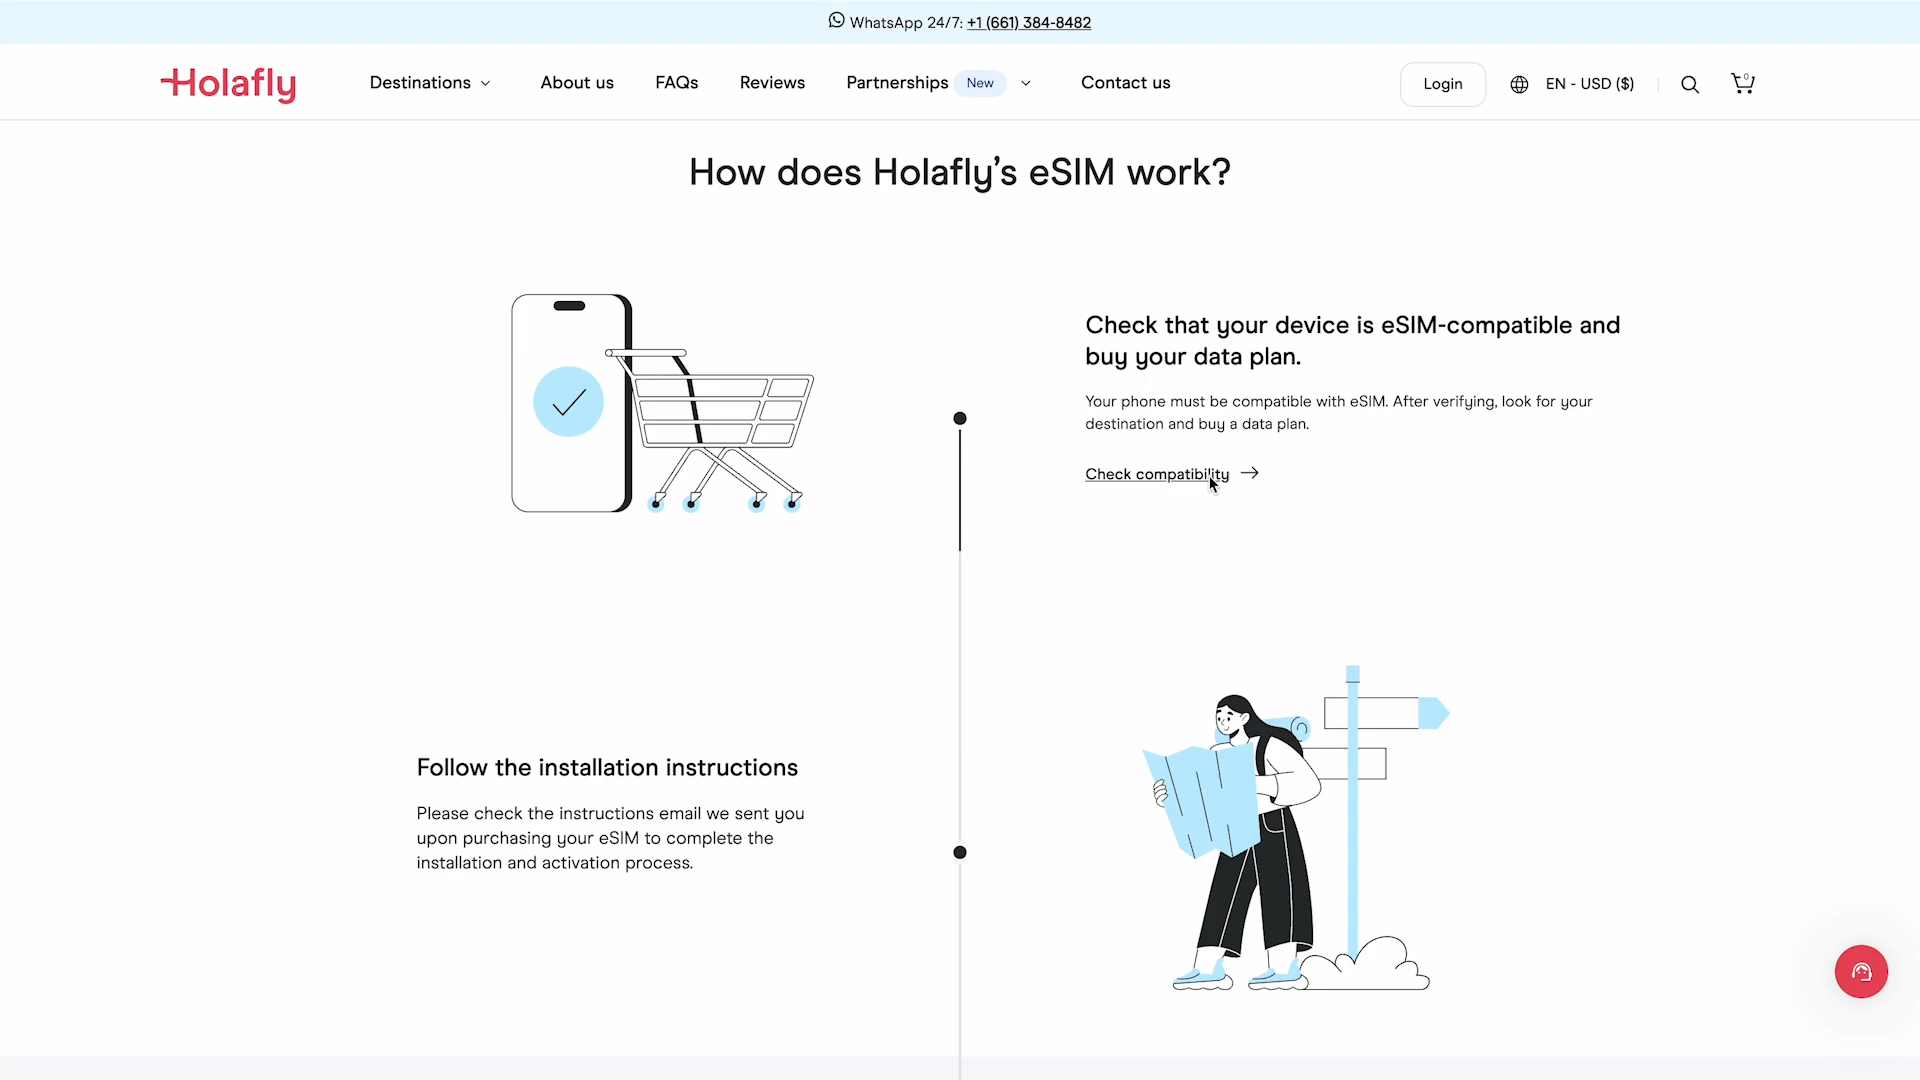 WhatsApp 24/7: +1 (661) 384-8482
Holafly
Destinations
About us
FAQs
Reviews
Partnerships New
Contact us
Login
EN - USD ($)
0
How does Holafly’s eSIM work?
Check that your device is eSIM-compatible and
buy your data plan.
Your phone must be compatible with eSIM. After verifying, look for your
destination and buy a data plan.
Check compatibility
Follow the installation instructions
Please check the instructions email we sent you
upon purchasing your eSIM to complete the
installation and activation process.